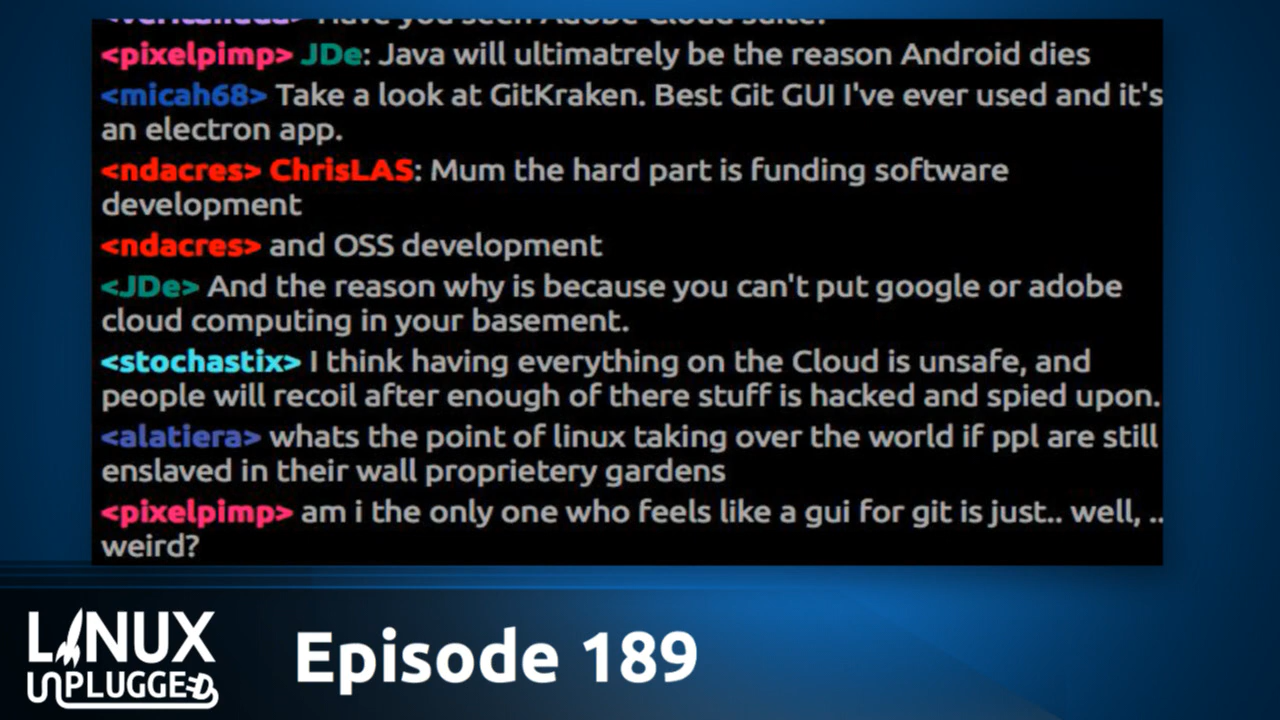 Have you seen Adobe Cloud suite?
<pixelpimp> JDe: Java will ultimatrely be the reason Android dies
<micah68> Take a look at GitKraken. Best Git GUI I've ever used and it's
an electron app.
<ndacres> ChrisLAS: Mum the hard part is funding software
development
<ndacres> and OSS development
<JDe> And the reason why is because you can't put google or adobe
cloud computing in your basement.
<stochastix> I think having everything on the Cloud is unsafe, and
people will recoil after enough of there stuff is hacked and spied upon.
<alatiera> whats the point of linux taking over the world if ppl are still
enslaved in their wall proprietery gardens
<pixelpimp> am i the only one who feels like a gui for git is just.. well, ..
weird?
LINUX
UNPLUGGED
Episode 189